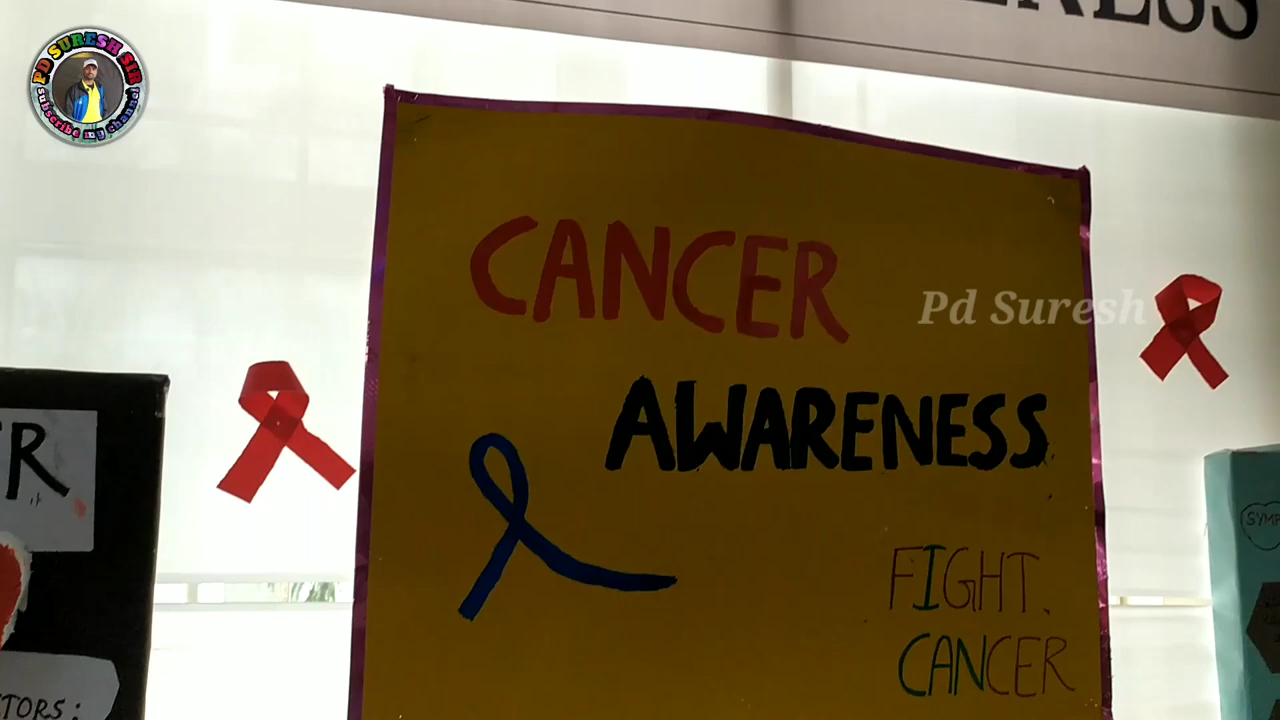 PD SURESH SIR
subscribe my channel
CANCER
Pd Suresh
AWARENESS
FIGHT.
CANCER